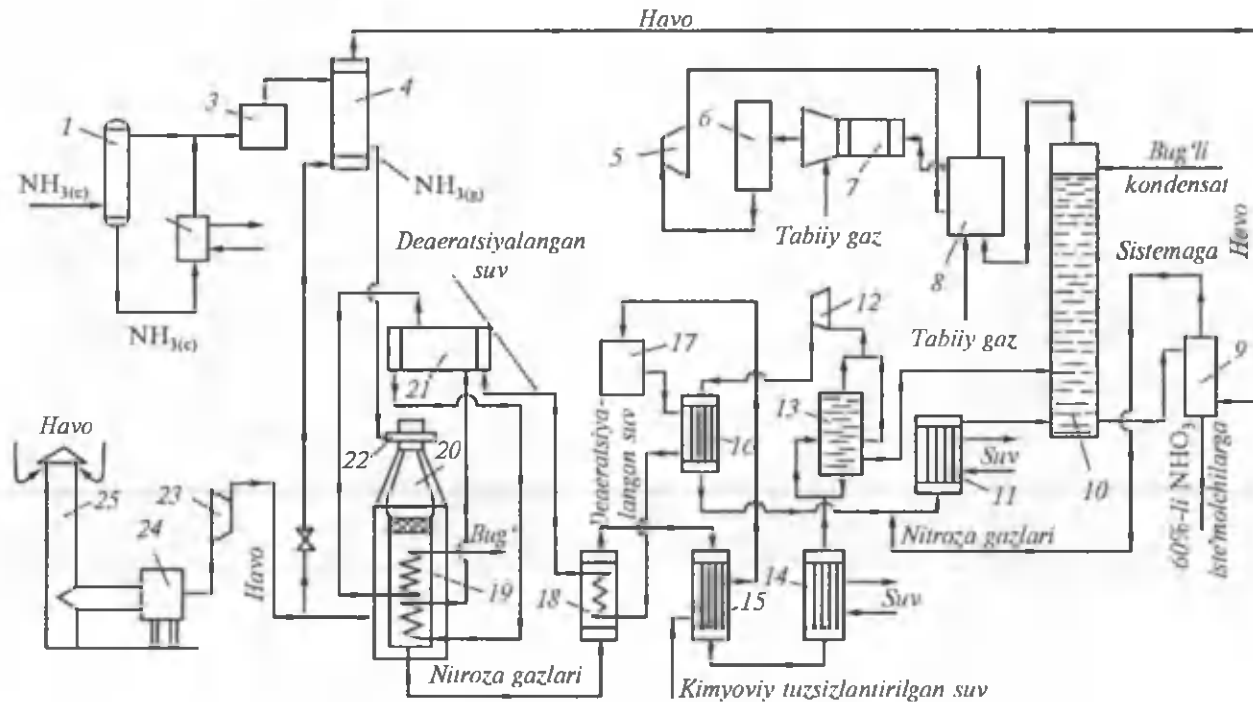 Havo
1
3
4
5
6
7
NH3(c)
NH3(g)
Bug'li
kondensat
Havo
Tabiiy gaz
8
Deaeratsiyalangan
suv
Sistemaga
NH3(c)
12
Tabiiy gaz
17
9
21
13
Deaeratsiya-
langan suv
Havo
22
20
16
Suv
11
10
25
23
24
Havo
Bug'
19
18
15
14
Suv
Nitroza gazlari
60%-li NHO3
iste'molchilarga
Nitroza gazlari
Kimyoviy tuzsizlantirilgan suv